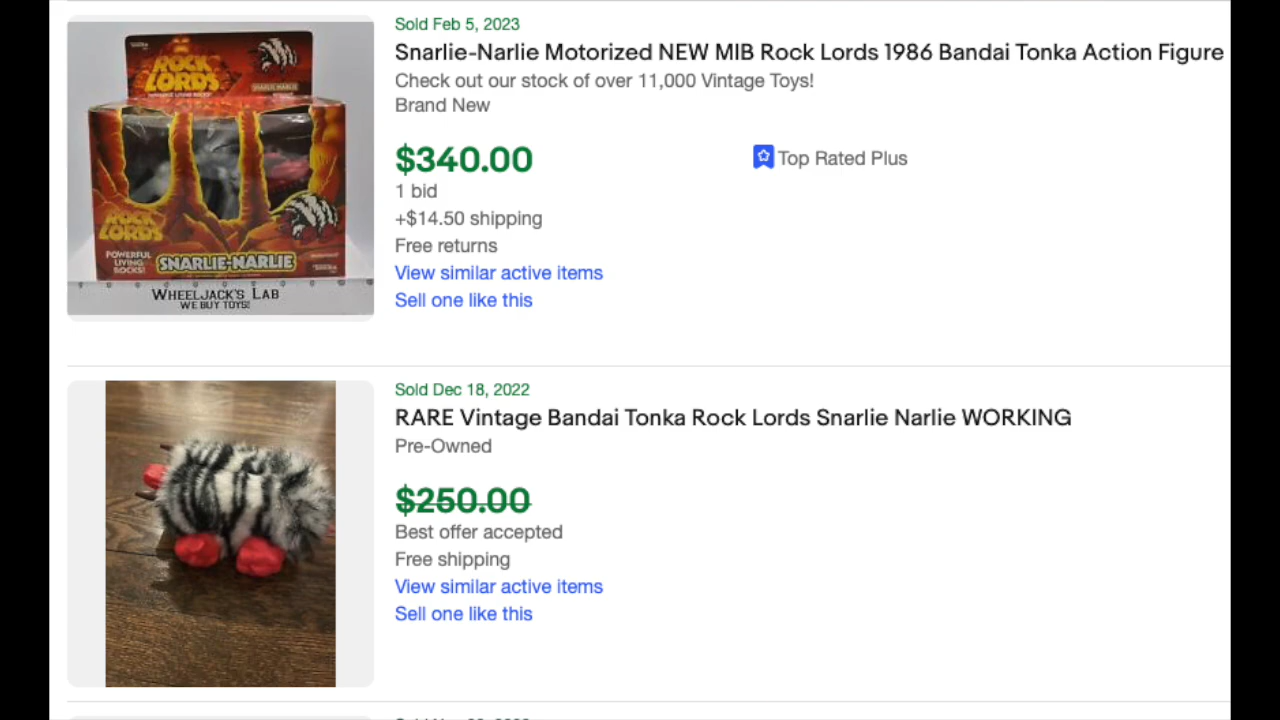 Sold Feb 5, 2023
Snarlie-Narlie Motorized NEW MIB Rock Lords 1986 Bandai Tonka Action Figure
Check out our stock of over 11,000 Vintage Toys!
Brand New
$340.00
Top Rated Plus
1 bid
+$14.50 shipping
Free returns
View similar active items
Sell one like this
ROCK
LORDS
SNARLIE-NARLIE
ROCK
LORDS
POWERFUL
LIVING
ROCKS!
SNARLIE-NARLIE
WHEELJACK'S LAB
WE BUY TOYS!
Sold Dec 18, 2022
RARE Vintage Bandai Tonka Rock Lords Snarlie Narlie WORKING
Pre-Owned
$250.00
Best offer accepted
Free shipping
View similar active items
Sell one like this